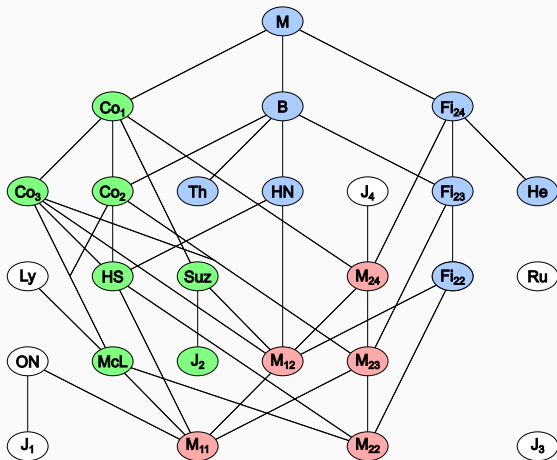 M
Co₁ B Fi₂₄
Co₃ Co₂ Th HN J₄ Fi₂₃ He
Ly HS Suz M₂₄ Fi₂₂ Ru
ON McL J₂ M₁₂ M₂₃
J₁ M₁₁ M₂₂ J₃